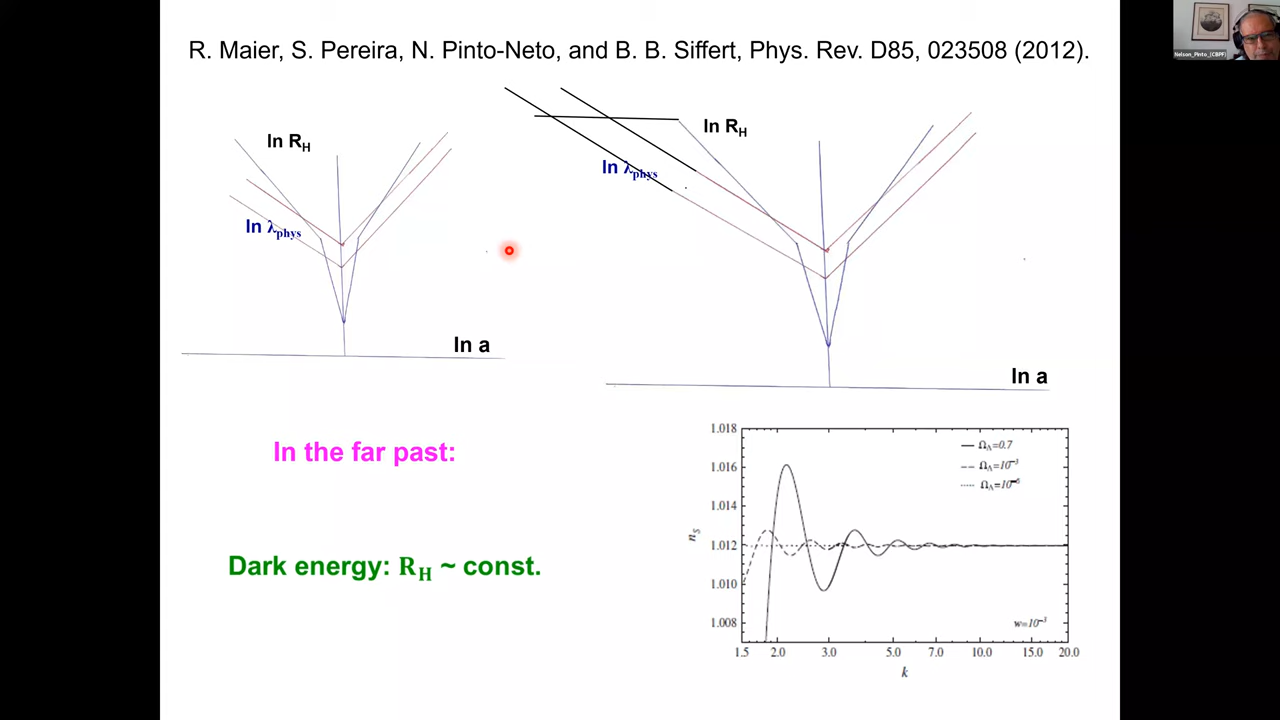 R. Maier, S. Pereira, N. Pinto-Neto, and B. B. Siffert, Phys. Rev. D85, 023508 (2012).
Nelson_Pinto_(CBPF)
ln R_H
ln λ_phys
ln a
ln R_H
ln λ_phys
ln a
In the far past:
Dark energy: R_H ~ const.
1.018
1.016
1.014
1.012
1.010
1.008
n_S
Ω_Λ=0.7
Ω_Λ=10⁻³
w=10⁻³
1.5 2.0 3.0 5.0 7.0 10.0 15.0 20.0
k